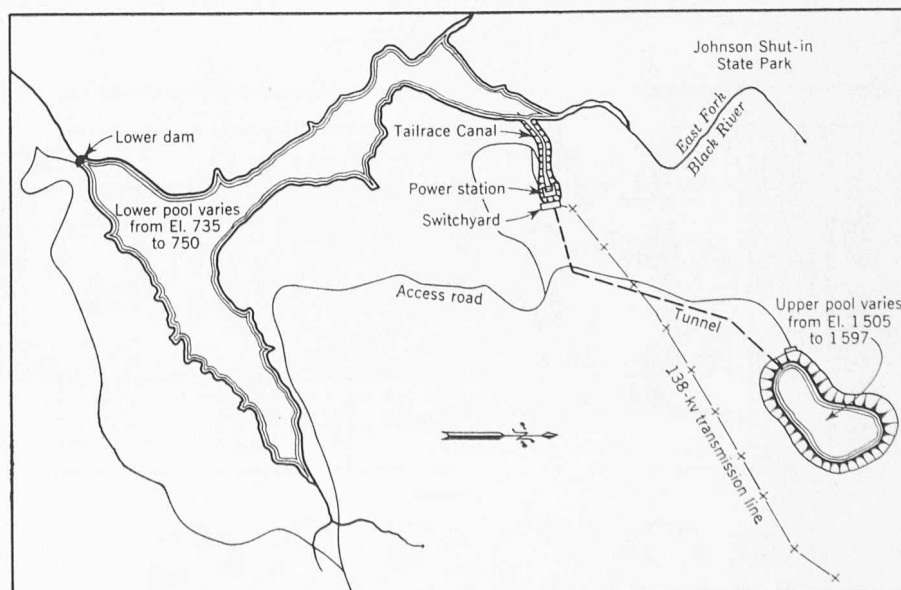 Johnson Shut-in
State Park
East Fork
Black River
Lower dam
Tailrace Canal
Power station
Switchyard
Lower pool varies
from El. 735
to 750
Access road
Tunnel
Upper pool varies
from El. 1505
to 1597
138-kv transmission line